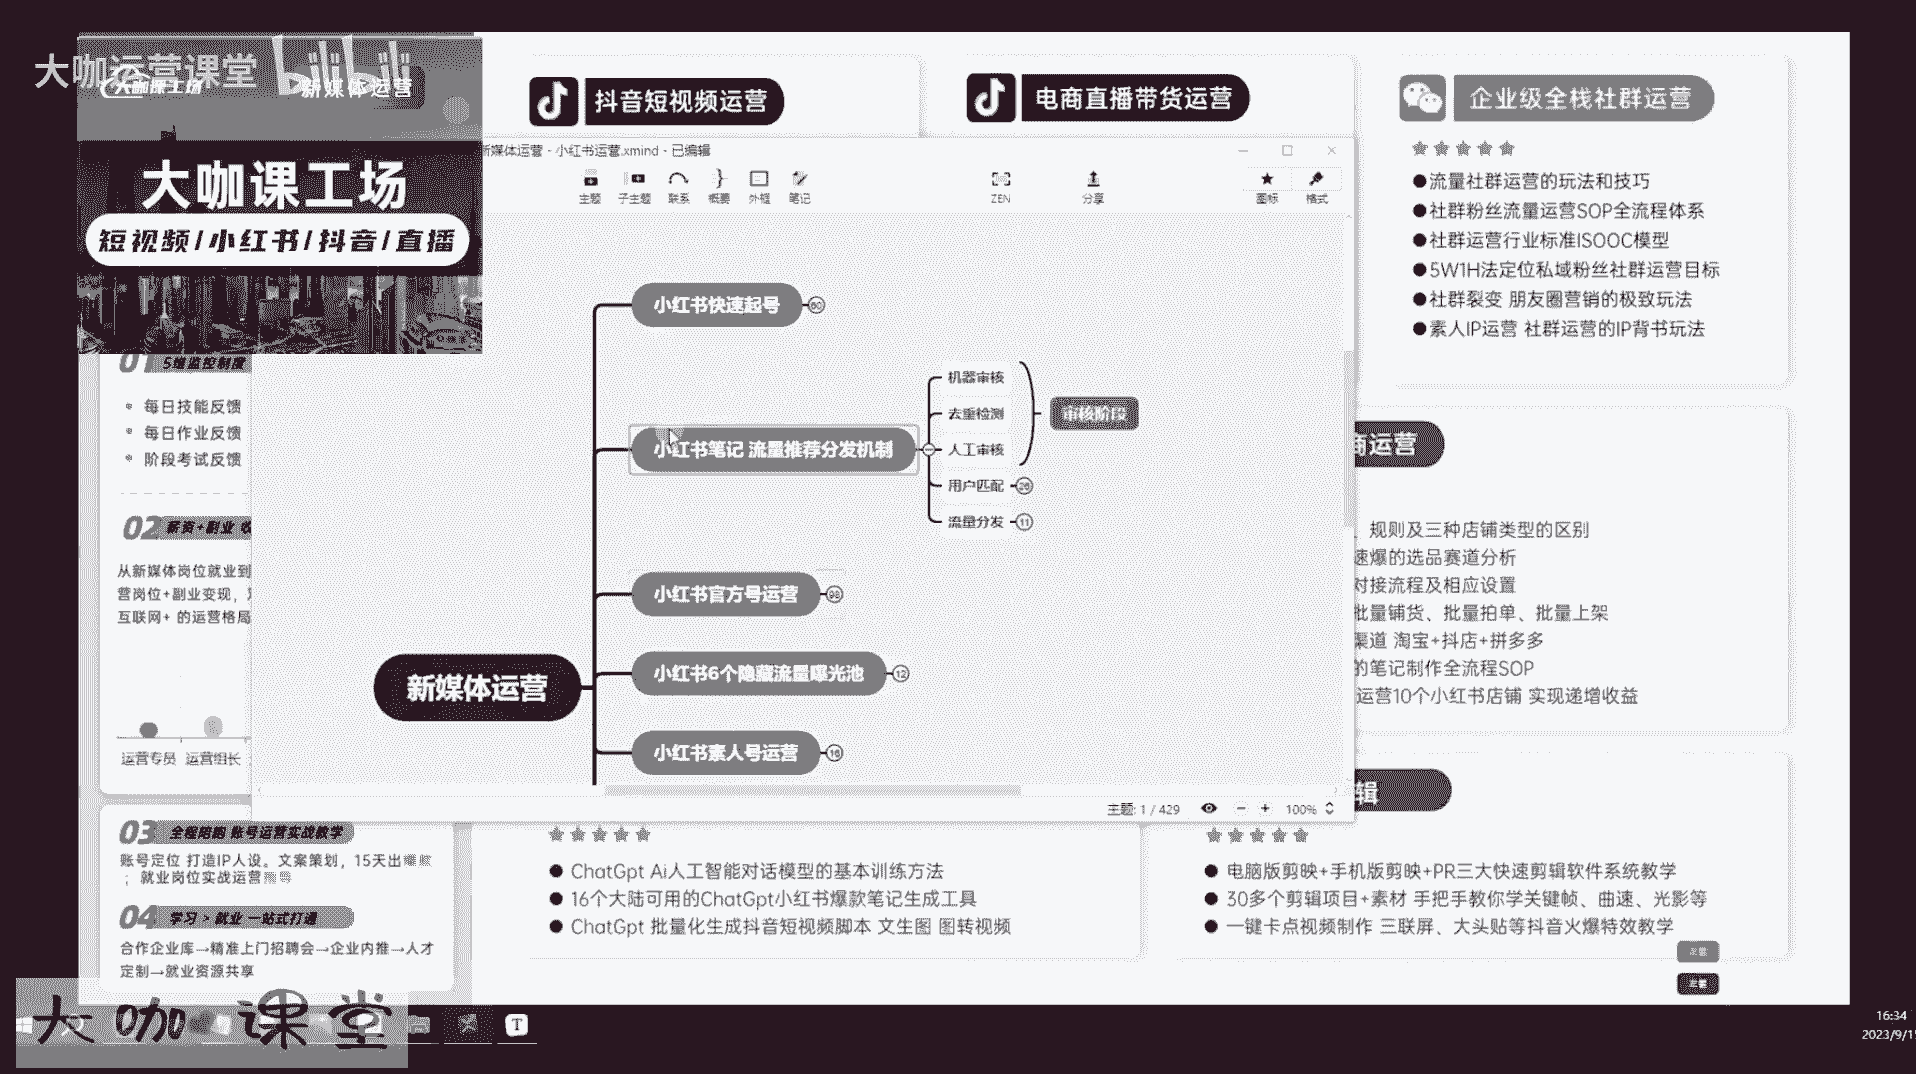 大咖运营课堂
bilibili
大咖课工场
新媒体运营
大咖课工场
短视频/小红书/抖音/直播
抖音短视频运营
电商直播带货运营
企业级全栈社群运营
流量社群运营的玩法和技巧
社群粉丝流量运营SOP全流程体系
社群运营行业标准ISOOC模型
5W1H法定位私域粉丝社群运营目标
社群裂变 朋友圈营销的极致玩法
素人IP运营 社群运营的IP背书玩法
新媒体运营 - 小红书运营.xmind - 已编辑
主题 子主题 联系 概要 外框 笔记 ZEN 分享 图标 格式
小红书快速起号 60
小红书笔记 流量推荐分发机制
机器审核
去重检测
人工审核
审核阶段
用户匹配 26
流量分发 11
小红书官方号运营 98
小红书6个隐藏流量曝光池 12
新媒体运营
小红书素人号运营 16
主题: 1 / 429 100%
01 5维监控制度
每日技能反馈
每日作业反馈
阶段考试反馈
02 薪资+副业
从新媒体岗位就业到
营岗位+副业变现，
互联网+ 的运营格局
运营专员 运营组长
03 全程陪跑 账号运营实战教学
账号定位 打造IP人设。文案策划，15天出
；就业岗位实战运营
04 学习 > 就业 一站式打通
合作企业库→精准上门招聘会→企业内推→人才
定制→就业资源共享
商运营
规则及三种店铺类型的区别
速爆的选品赛道分析
对接流程及相应设置
批量铺货、批量拍单、批量上架
渠道 淘宝+抖店+拼多多
的笔记制作全流程SOP
运营10个小红书店铺 实现递增收益
辑
ChatGpt Ai人工智能对话模型的基本训练方法
16个大陆可用的ChatGpt小红书爆款笔记生成工具
ChatGpt 批量化生成抖音短视频脚本 文生图 图转视频
电脑版剪映+手机版剪映+PR三大快速剪辑软件系统教学
30多个剪辑项目+素材 手把手教你学关键帧、曲速、光影等
一键卡点视频制作 三联屏、大头贴等抖音火爆特效教学
大咖课堂
T
16:34
2023/9/15